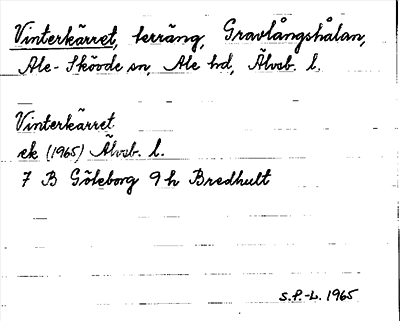 Vinterkärret, terräng, Gravlångshålan,
Ale-Skövde sn, Ale hd, Älvsb. l.
Vinterkärret
ek (1965) Älvsb. l.
7 B Göteborg 9 h Bredhult
S.P.-L. 1965